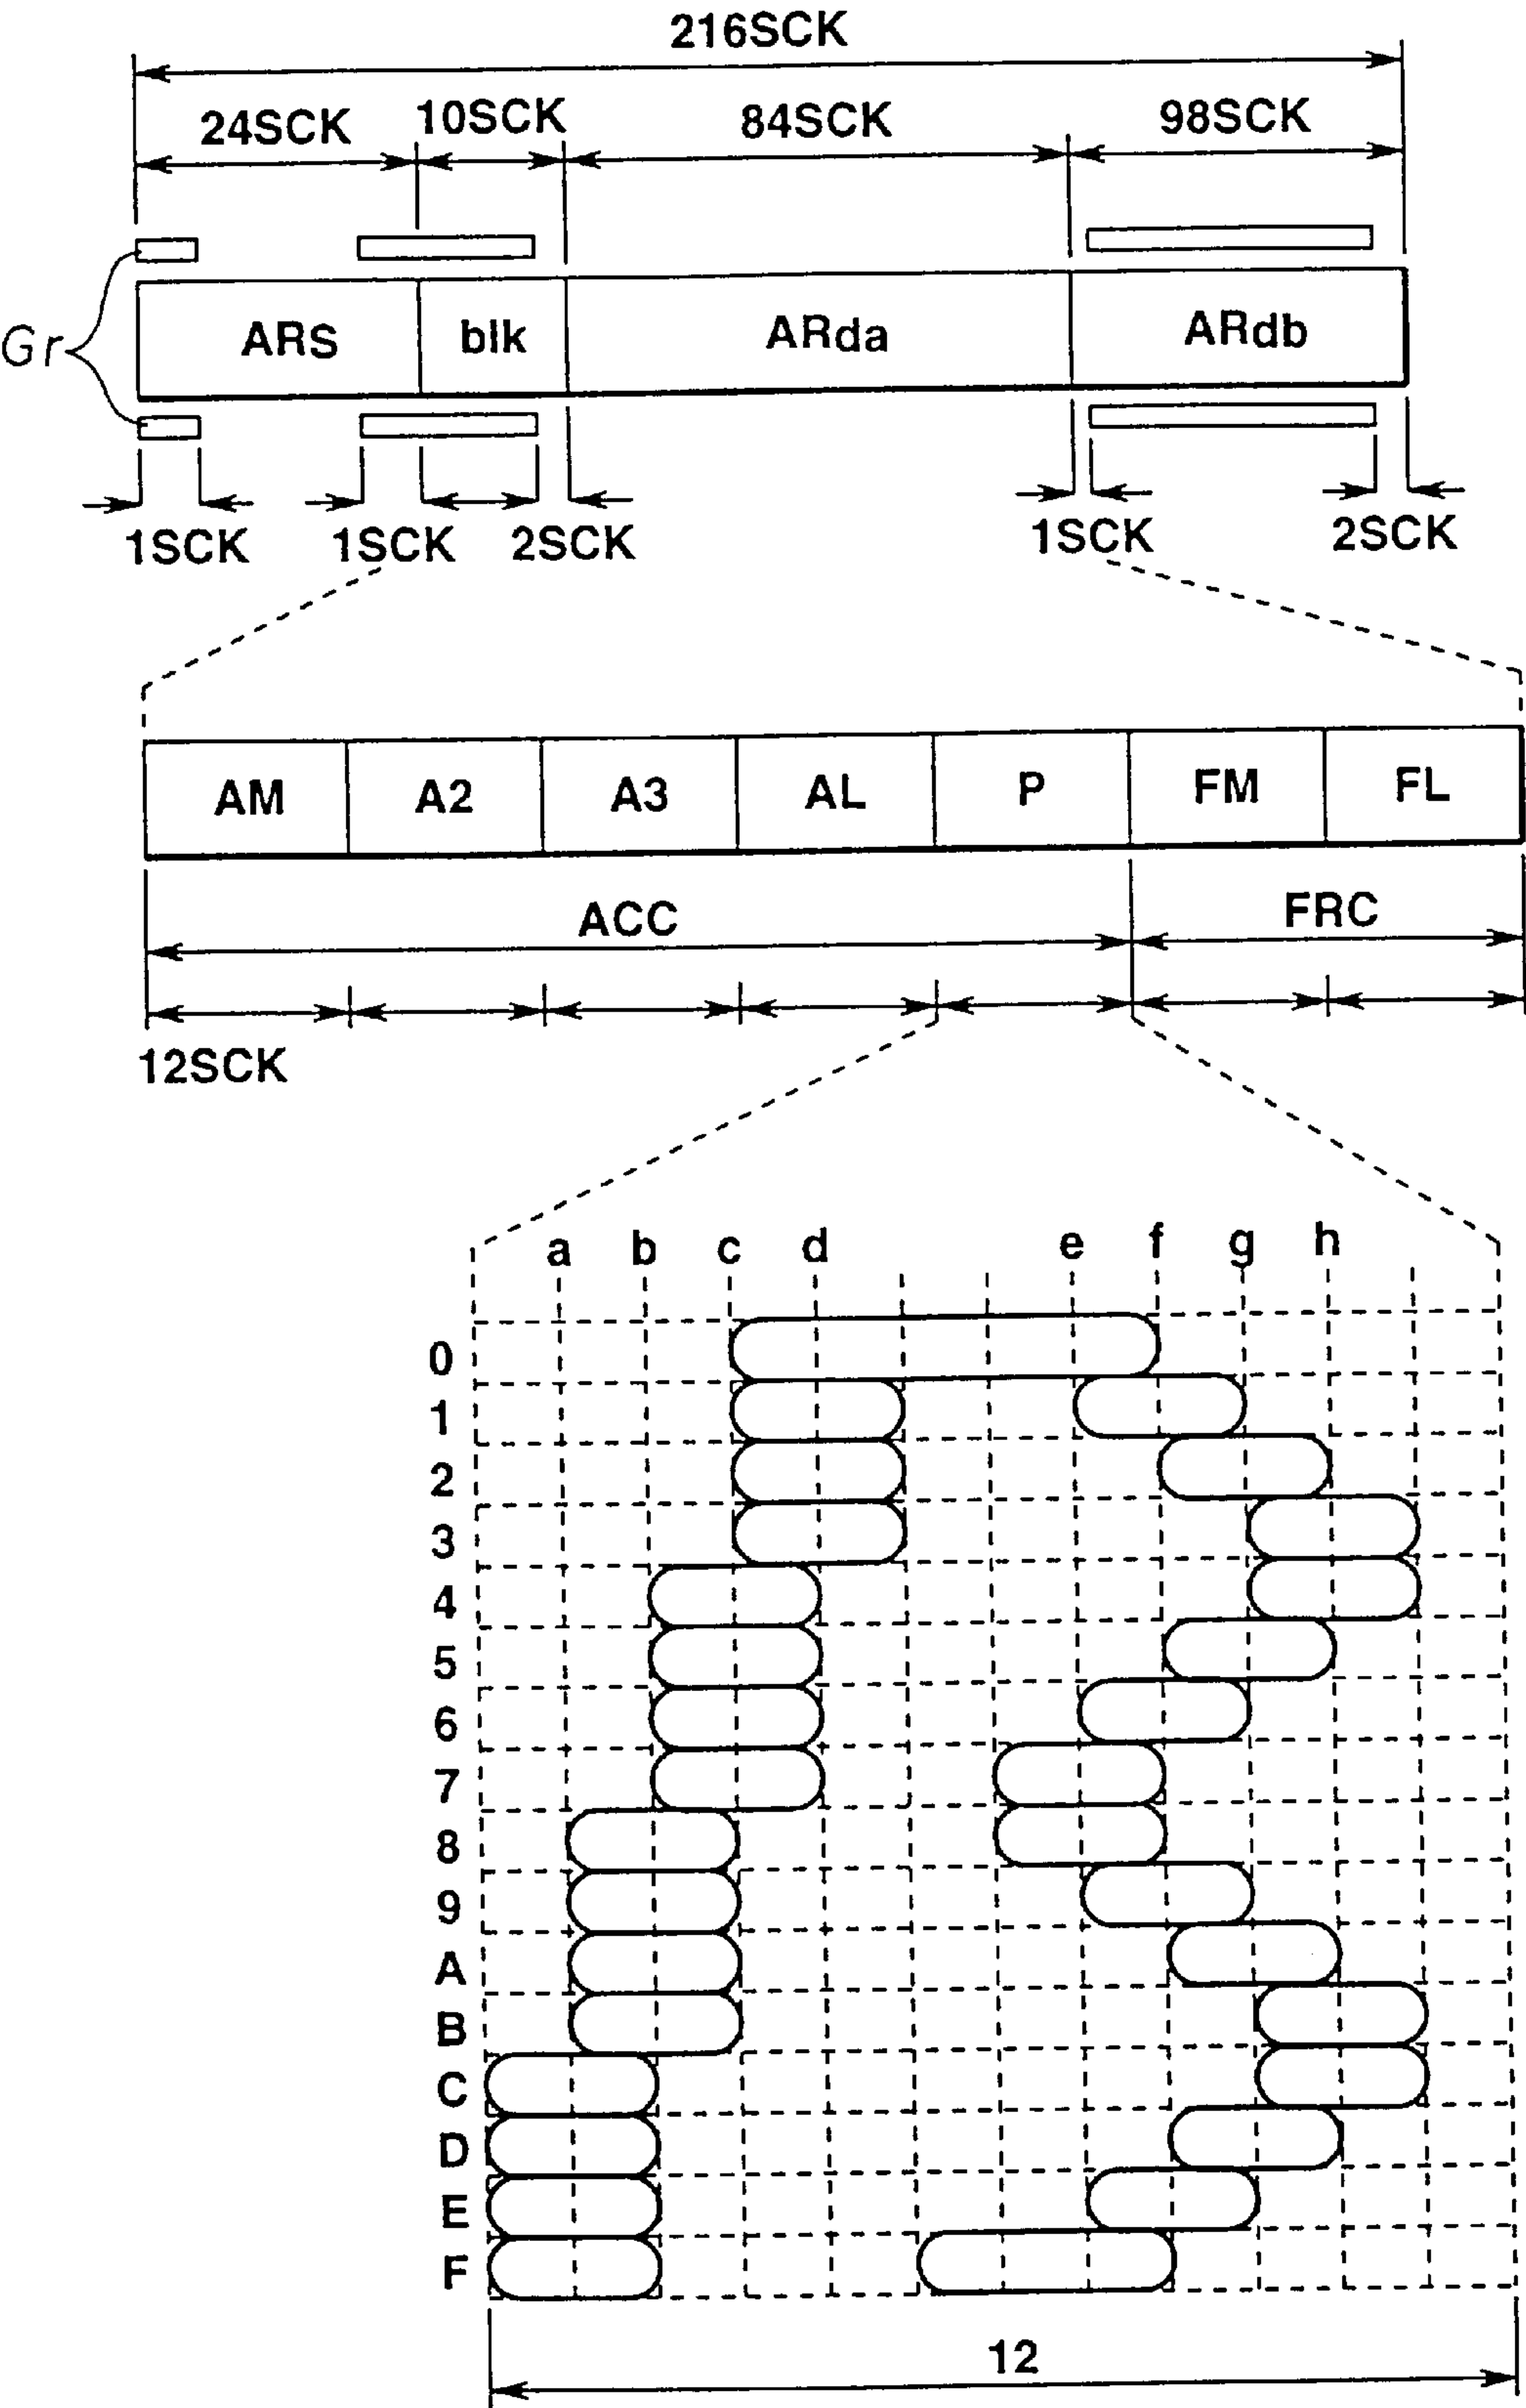 216SCK
24SCK 10SCK 84SCK 98SCK
Gr
ARS blk ARda ARdb
1SCK 1SCK 2SCK 1SCK 2SCK
AM A2 A3 AL P FM FL
ACC FRC
12SCK
a b c d e f g h
0
1
2
3
4
5
6
7
8
9
A
B
C
D
E
F
12